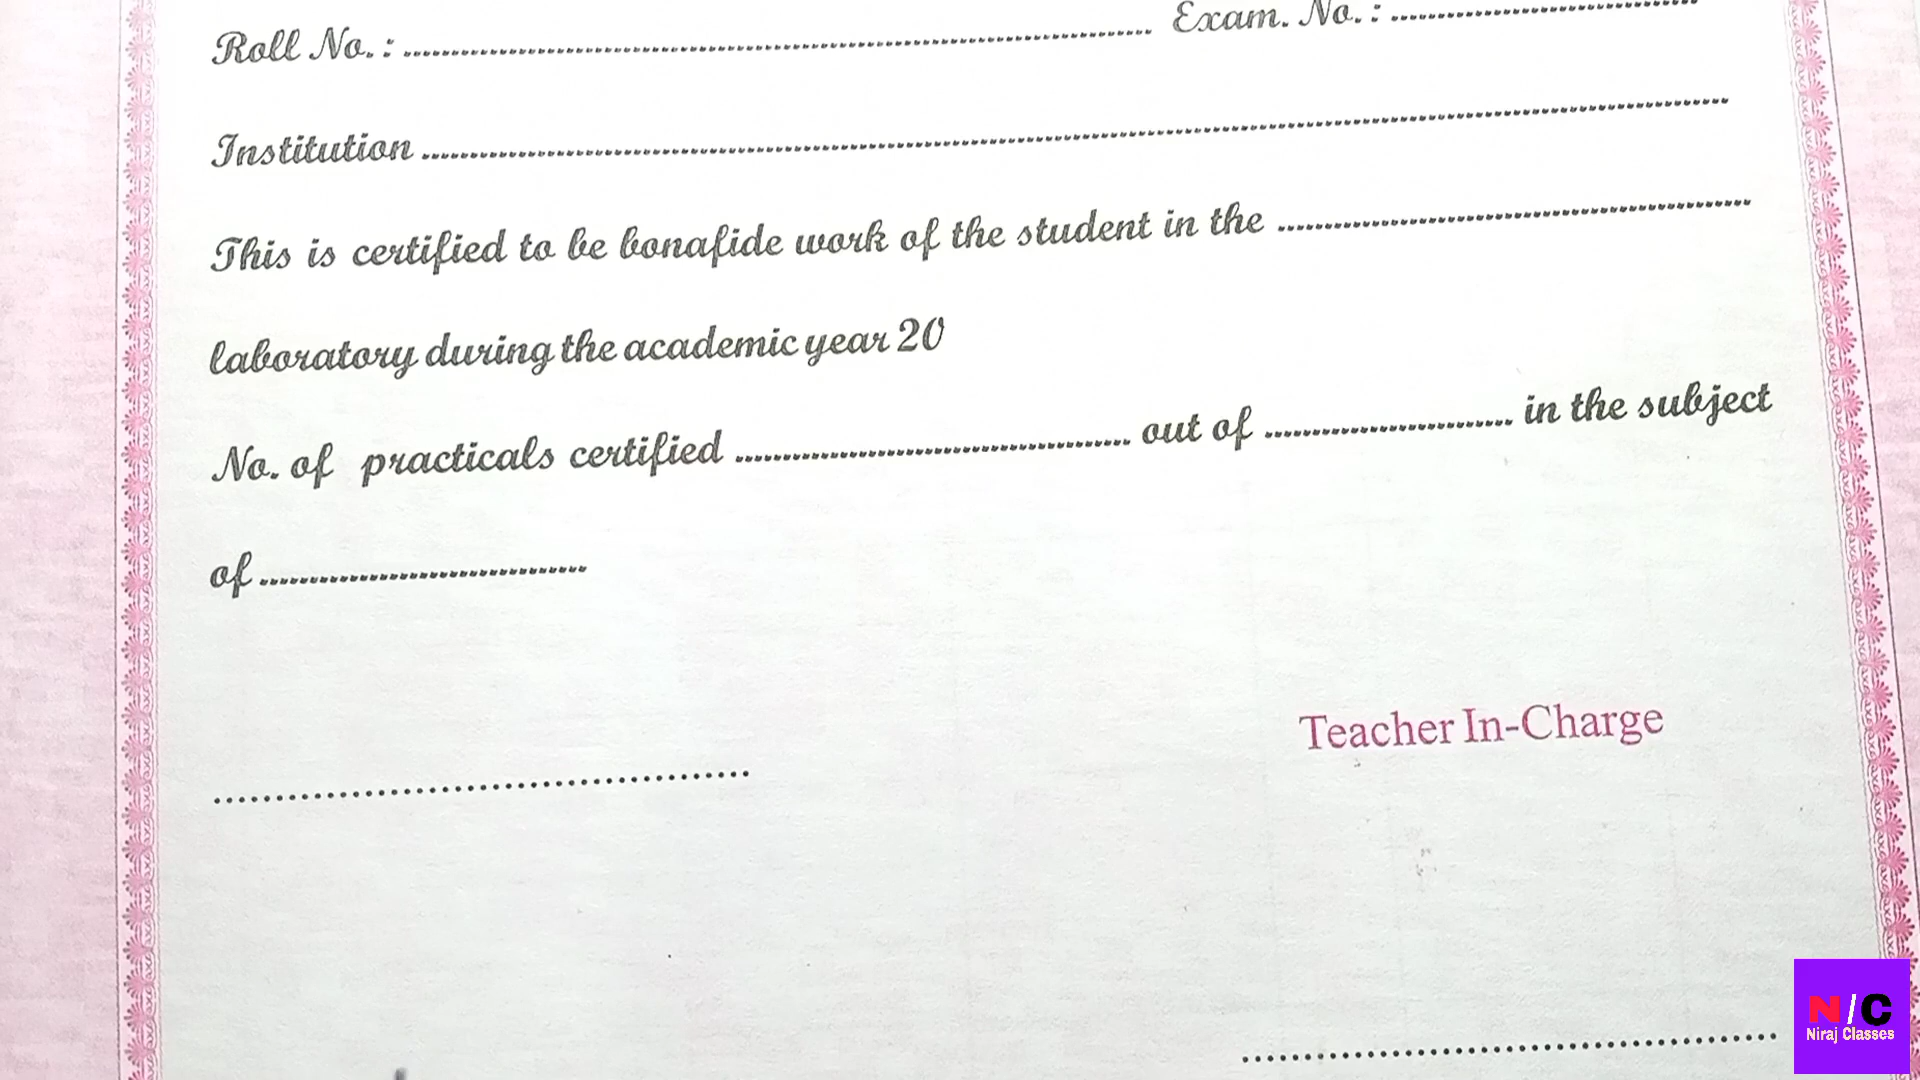 Roll No. : .......................................................... Exam. No. : ..............................
Institution ..........................................................................................
This is certified to be bonafide work of the student in the ........................................
laboratory during the academic year 20
No. of practicals certified ................................ out of .................... in the subject
of ...........................
Teacher In-Charge
..........................................
..........................................
N/C
Niraj Classes